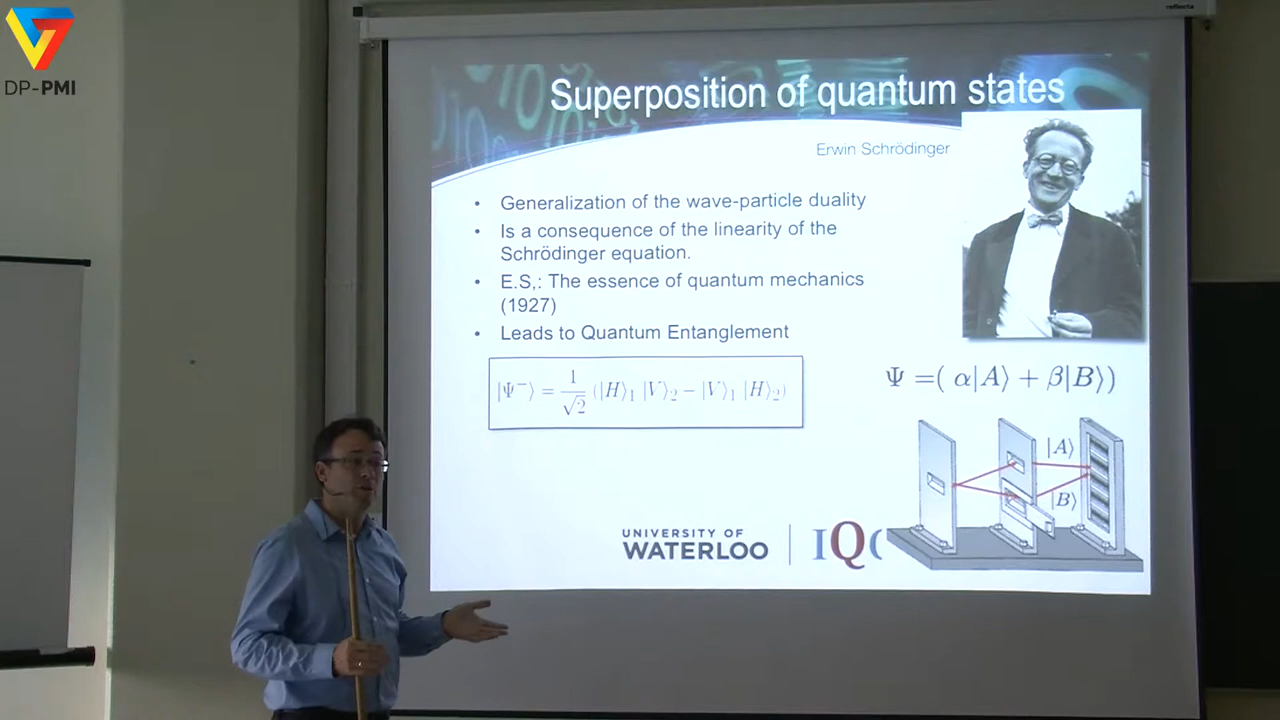 DP-PMI
reflecta
Superposition of quantum states
Erwin Schrödinger
• Generalization of the wave-particle duality
• Is a consequence of the linearity of the
Schrödinger equation.
• E.S,: The essence of quantum mechanics
(1927)
• Leads to Quantum Entanglement
|Ψ⁻⟩ = 1/√2 (|H⟩₁ |V⟩₂ − |V⟩₁ |H⟩₂)
Ψ =( α|A⟩ + β|B⟩)
|A⟩
|B⟩
UNIVERSITY OF
WATERLOO
IQC